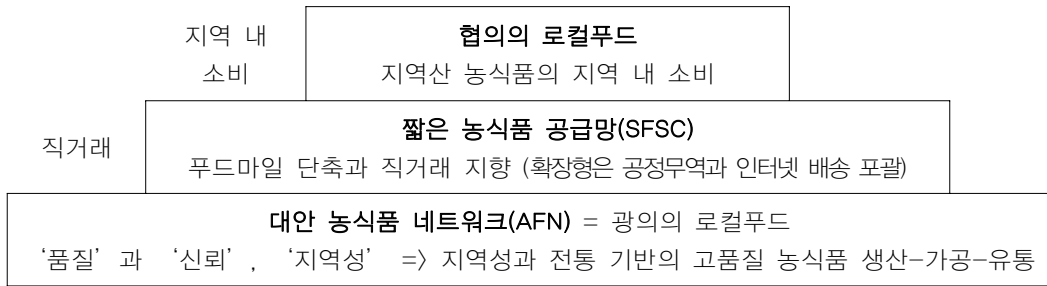 지역 내
소비
협의의 로컬푸드
지역산 농식품의 지역 내 소비
직거래
짧은 농식품 공급망(SFSC)
푸드마일 단축과 직거래 지향 (확장형은 공정무역과 인터넷 배송 포괄)
대안 농식품 네트워크(AFN) = 광의의 로컬푸드
‘품질’과 ‘신뢰’, ‘지역성’ => 지역성과 전통 기반의 고품질 농식품 생산-가공-유통